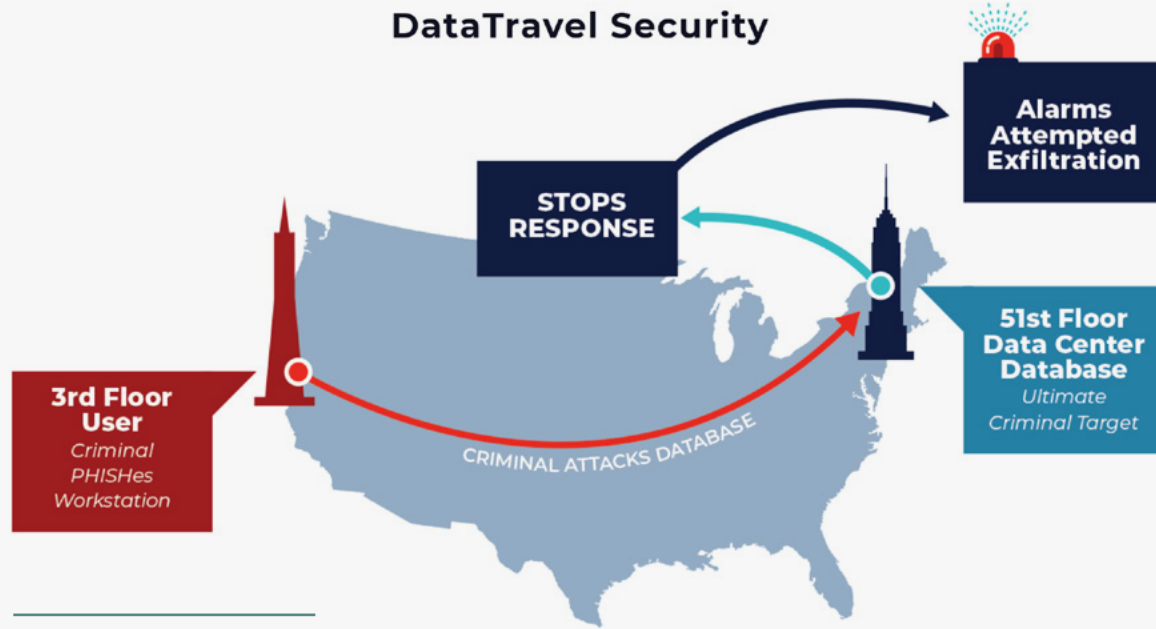 DataTravel Security
Alarms
Attempted
Exfiltration
STOPS
RESPONSE
51st Floor
Data Center
Database
Ultimate
Criminal Target
3rd Floor
User
Criminal
PHISHes
Workstation
CRIMINAL ATTACKS DATABASE